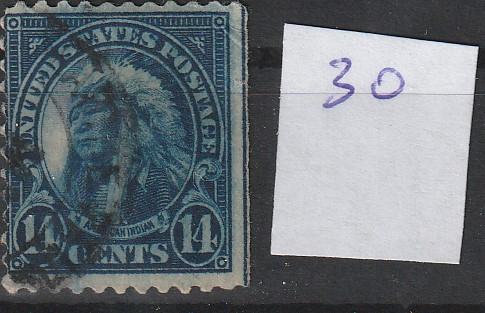 UNITED STATES POSTAGE
AMERICAN INDIAN
14 CENTS 14
30